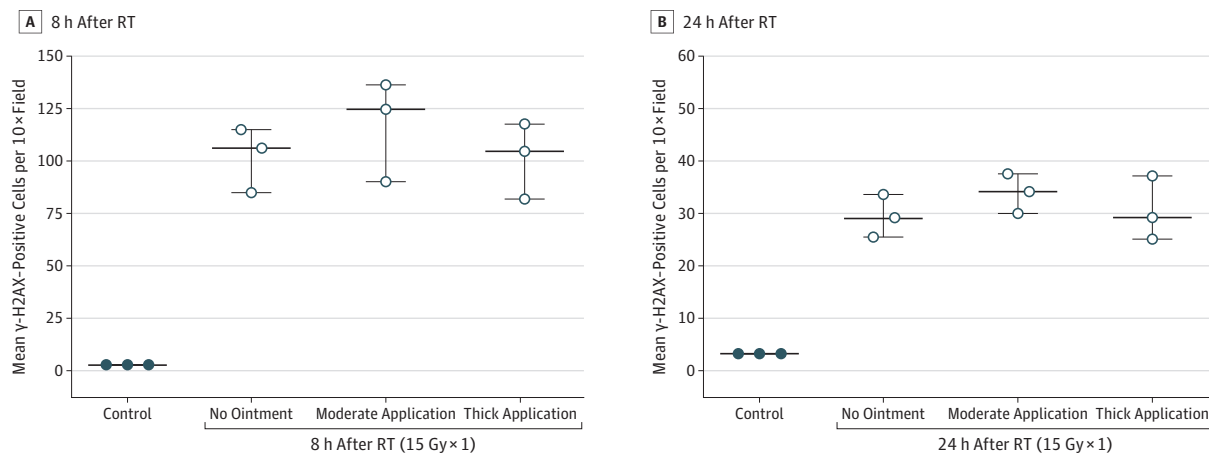 A 8 h After RT
Mean γ-H2AX-Positive Cells per 10 × Field
150
125
100
75
50
25
0
Control
No Ointment
Moderate Application
Thick Application
8 h After RT (15 Gy × 1)
B 24 h After RT
Mean γ-H2AX-Positive Cells per 10 × Field
60
50
40
30
20
10
0
Control
No Ointment
Moderate Application
Thick Application
24 h After RT (15 Gy × 1)